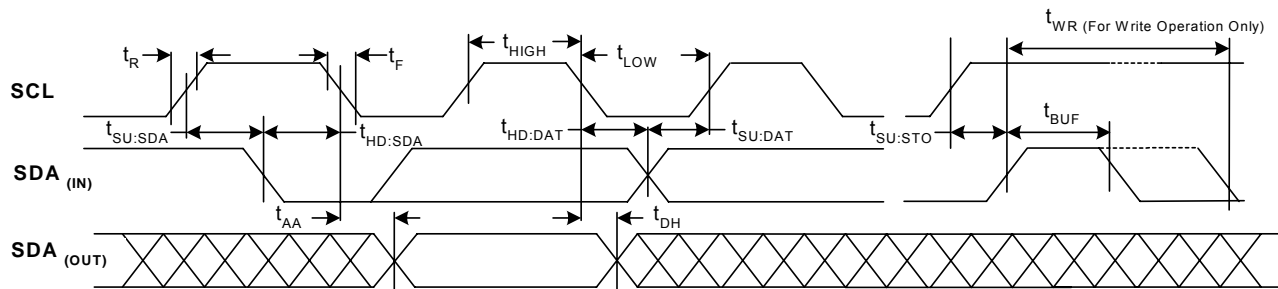 tWR (For Write Operation Only)
tR
tF
tHIGH
tLOW
SCL
tSU:SDA
tHD:SDA
tHD:DAT
tSU:DAT
tSU:STO
tBUF
SDA (IN)
tAA
tDH
SDA (OUT)